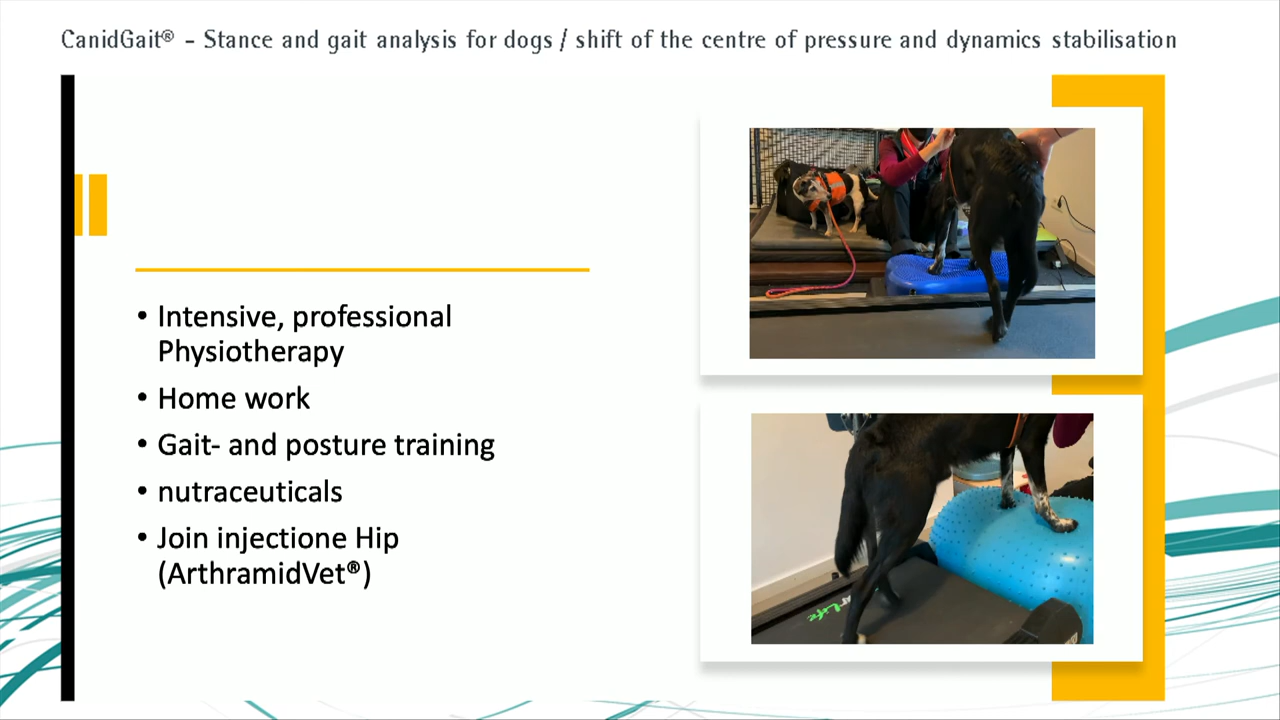 CanidGait® - Stance and gait analysis for dogs / shift of the centre of pressure and dynamics stabilisation
• Intensive, professional
Physiotherapy
• Home work
• Gait- and posture training
• nutraceuticals
• Join injectione Hip
(ArthramidVet®)